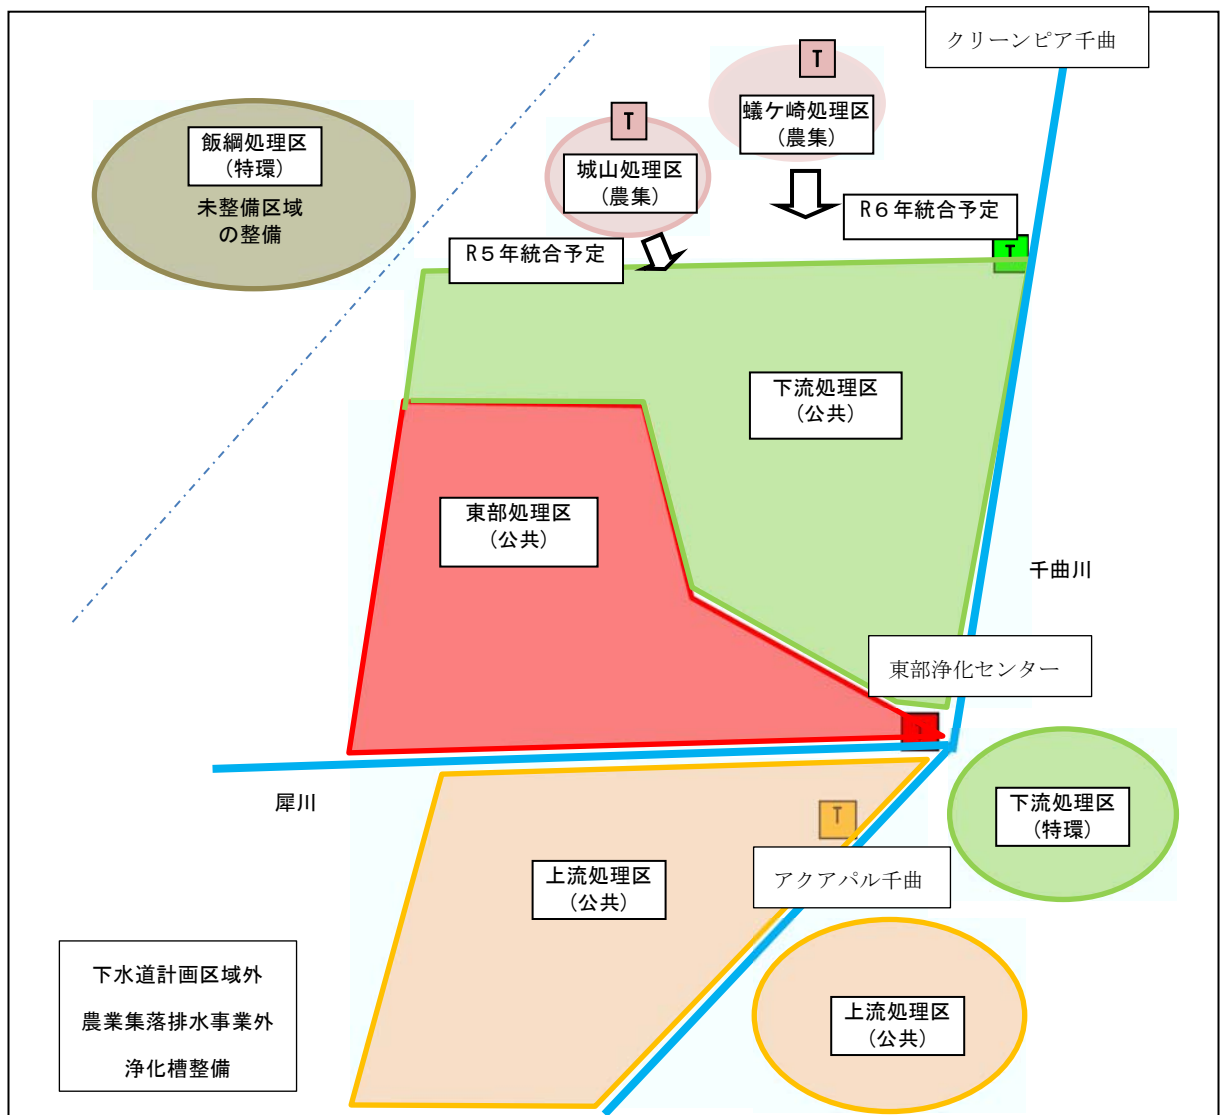 クリーンピア千曲
T
蟻ケ崎処理区
(農集)
T
城山処理区
(農集)
飯綱処理区
(特環)
未整備区域
の整備
R6年統合予定
R5年統合予定
T
下流処理区
(公共)
東部処理区
(公共)
千曲川
東部浄化センター
犀川
下流処理区
(特環)
T
アクアパル千曲
上流処理区
(公共)
下水道計画区域外
農業集落排水事業外
浄化槽整備
上流処理区
(公共)